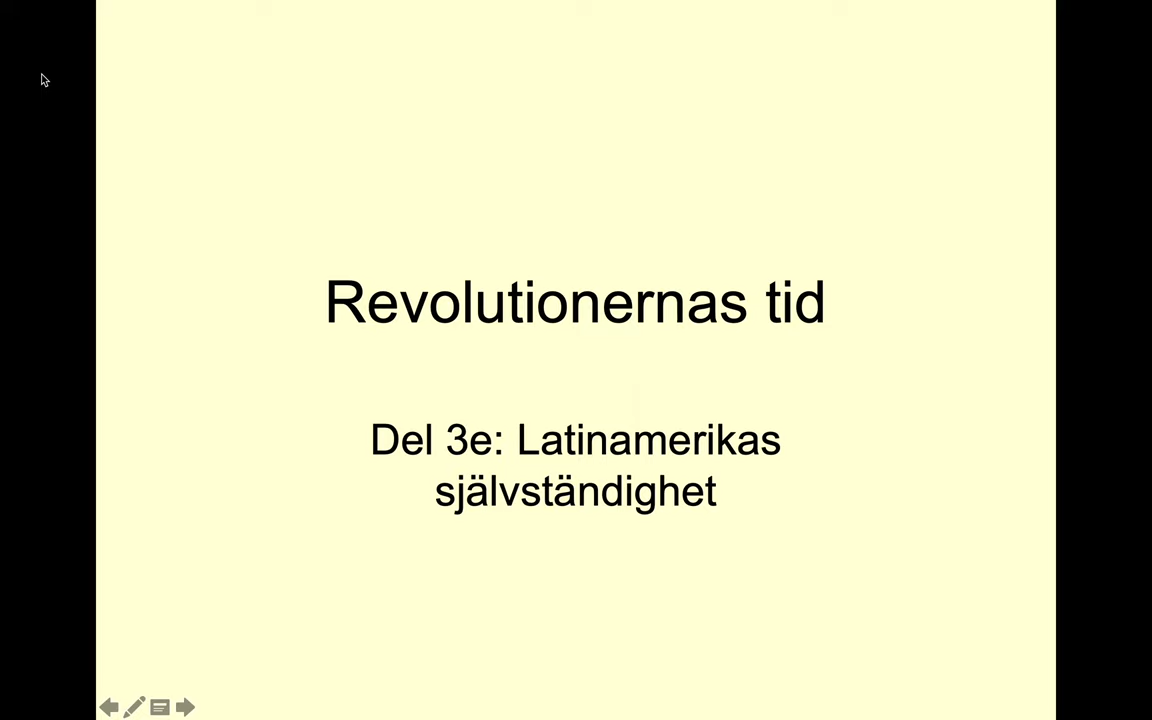 Revolutionernas tid
Del 3e: Latinamerikas
självständighet